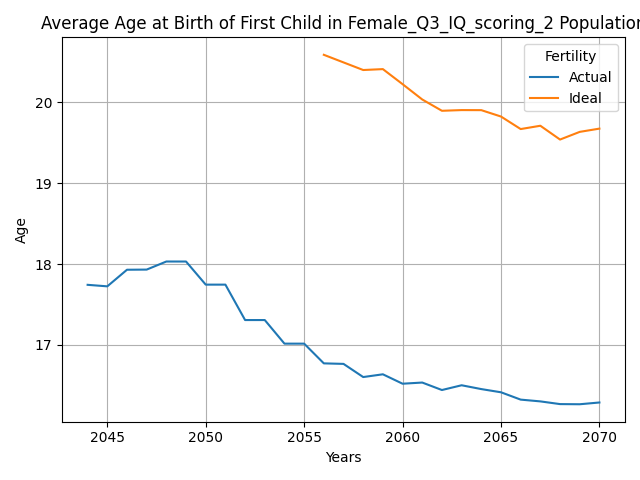 Average Age at Birth of First Child in Female_Q3_IQ_scoring_2 Population
Fertility
Actual
Ideal
20
19
18
17
Age
2045 2050 2055 2060 2065 2070
Years